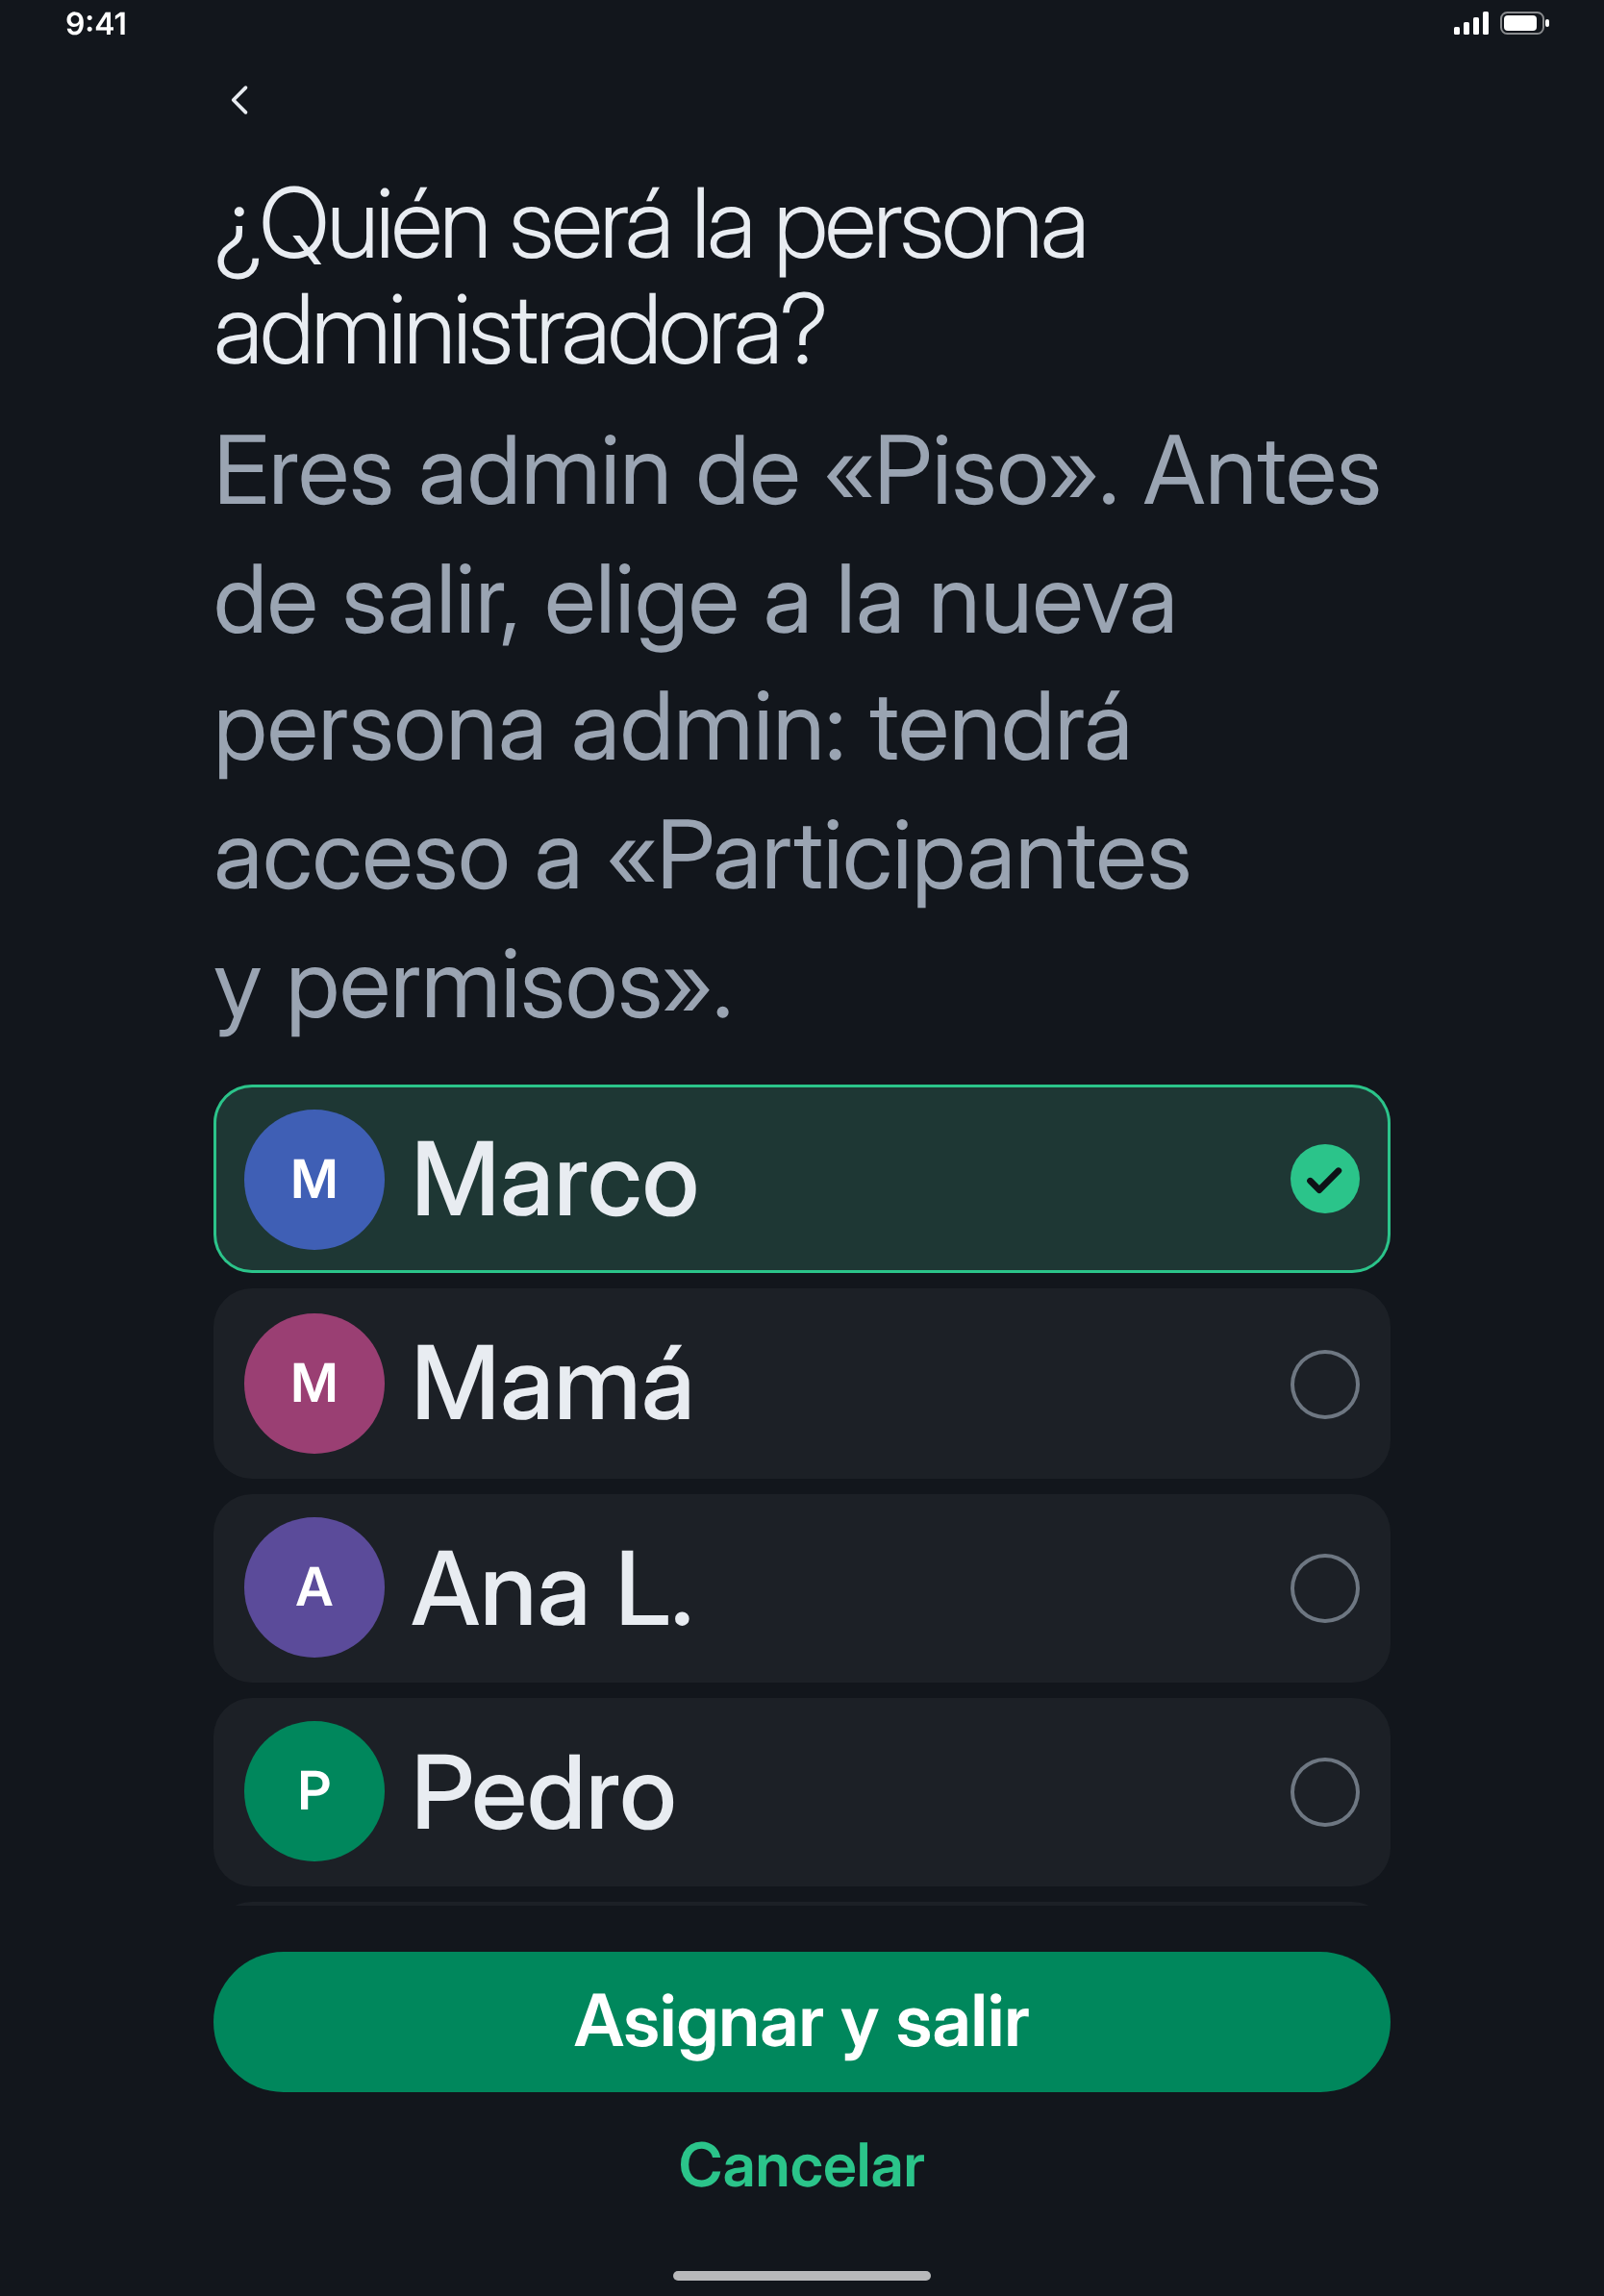 9:41
¿Quién será la persona
administradora?
Eres admin de «Piso». Antes
de salir, elige a la nueva
persona admin: tendrá
acceso a «Participantes
y permisos».
M Marco
M Mamá
A Ana L.
P Pedro
Asignar y salir
Cancelar